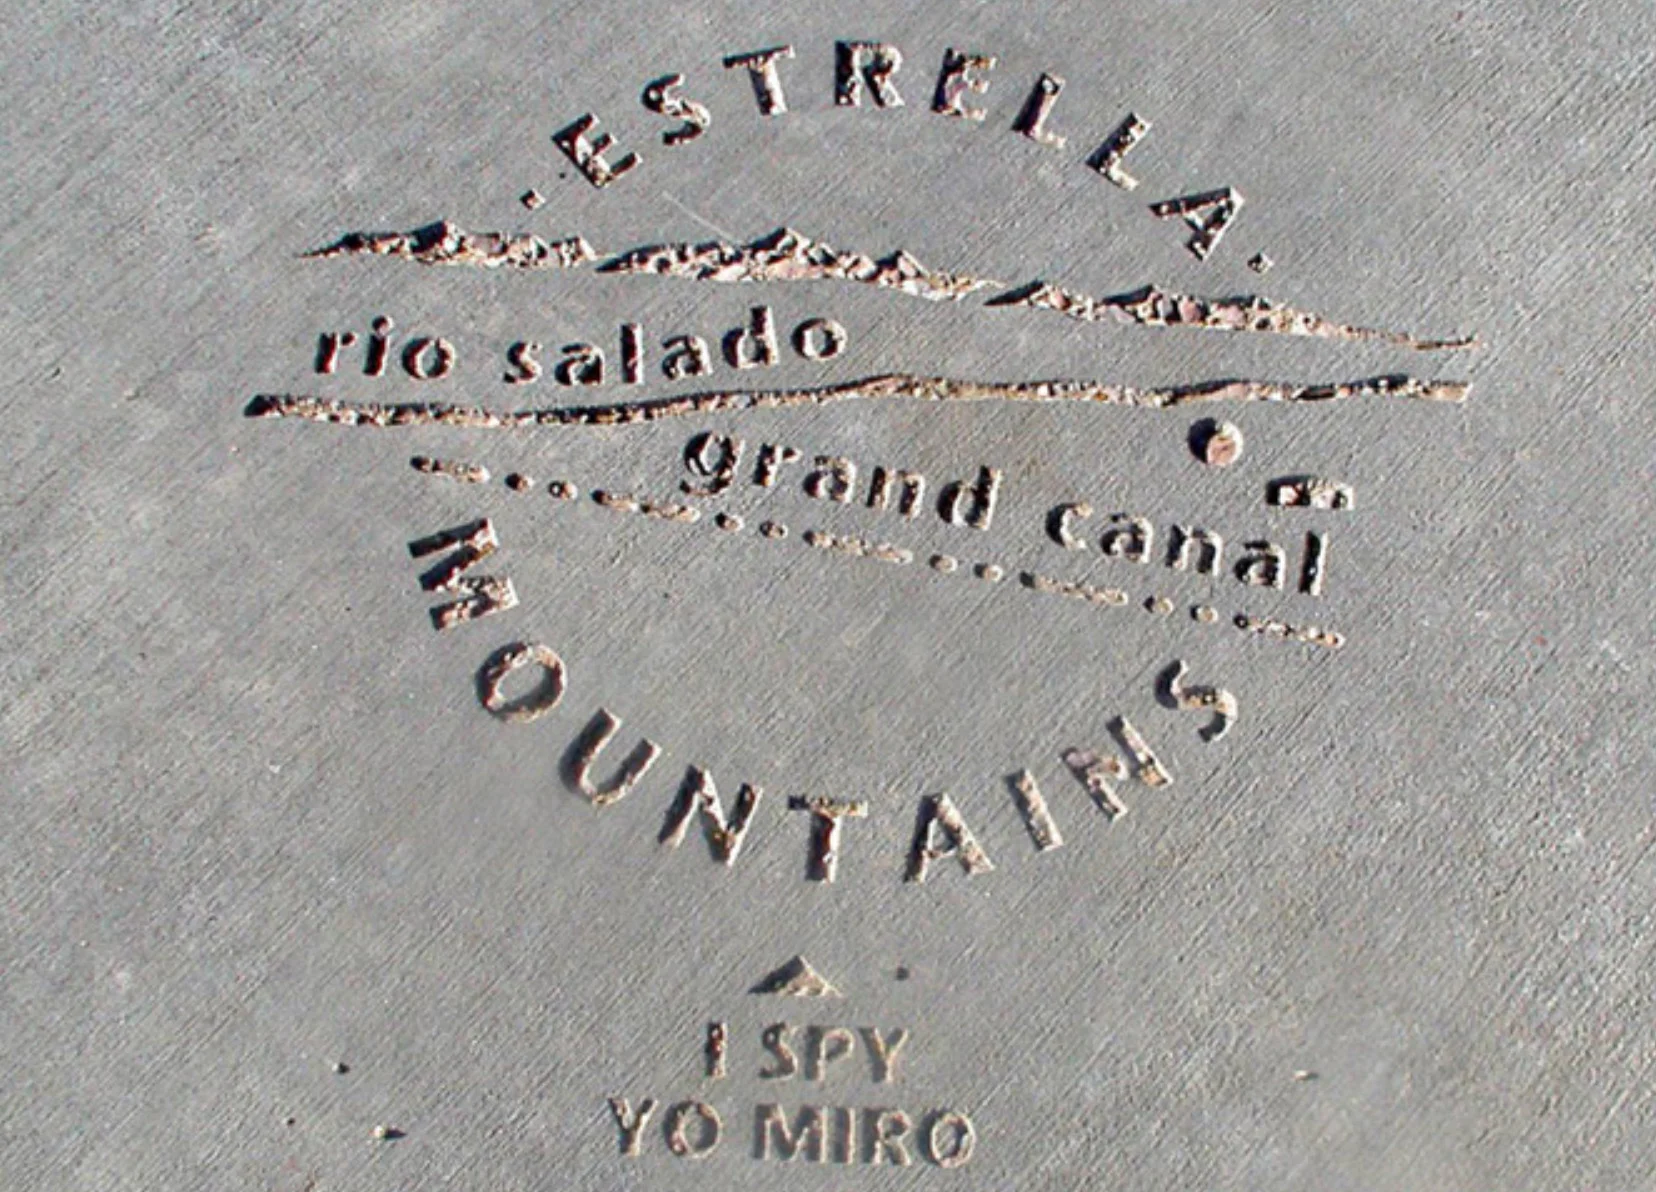 ESTRELLA
rio salado
grand canal
MOUNTAINS
I SPY
YO MIRO